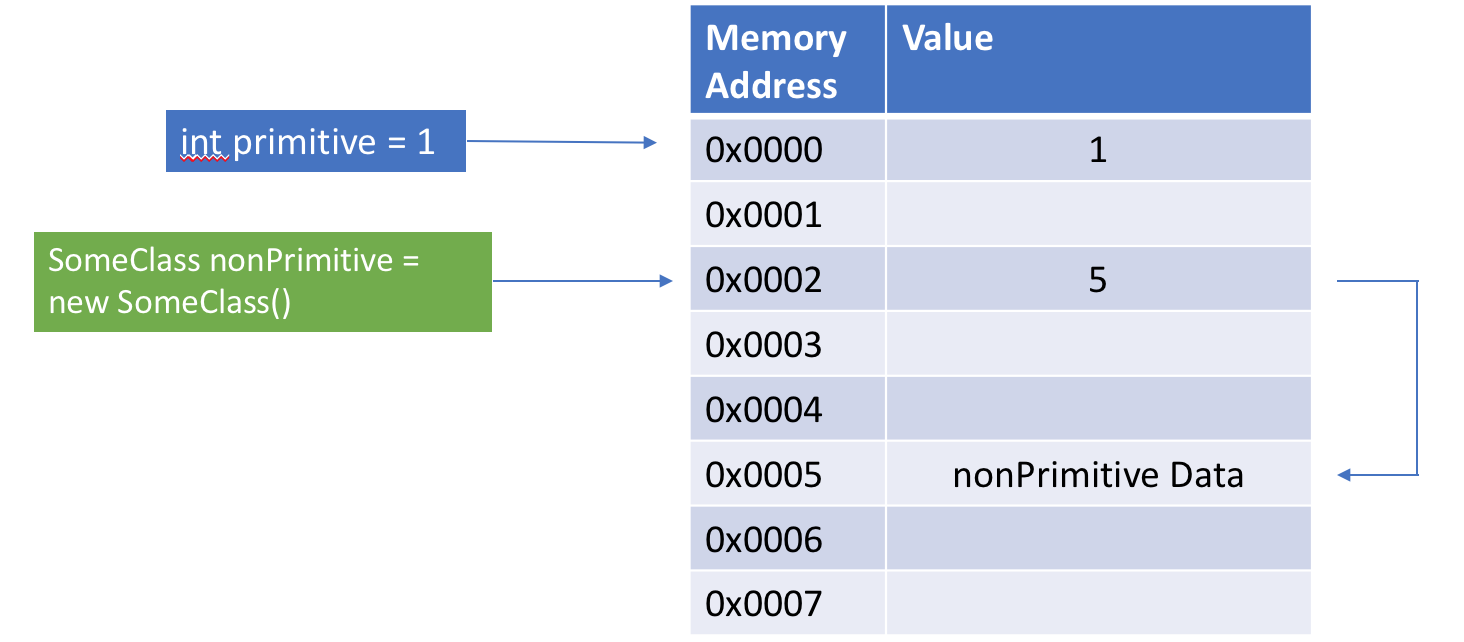 Memory Address
Value
int primitive = 1
0x0000
1
0x0001
SomeClass nonPrimitive =
new SomeClass()
0x0002
5
0x0003
0x0004
0x0005
nonPrimitive Data
0x0006
0x0007